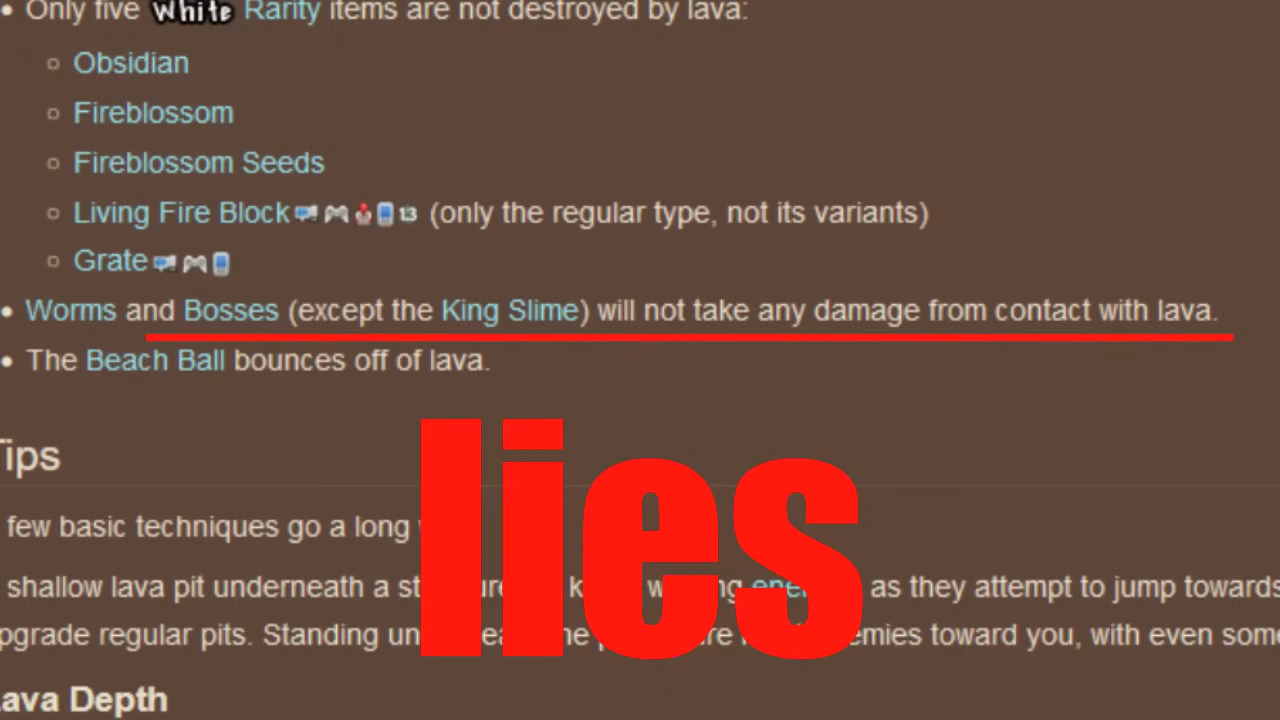 Only five White Rarity items are not destroyed by lava:
Obsidian
Fireblossom
Fireblossom Seeds
Living Fire Block 13 (only the regular type, not its variants)
Grate
Worms and Bosses (except the King Slime) will not take any damage from contact with lava.
The Beach Ball bounces off of lava.
Tips
few basic techniques go a long
lies
shallow lava pit underneath a as they attempt to jump towards
pgrade regular pits. Standing emies toward you, with even some
ava Depth